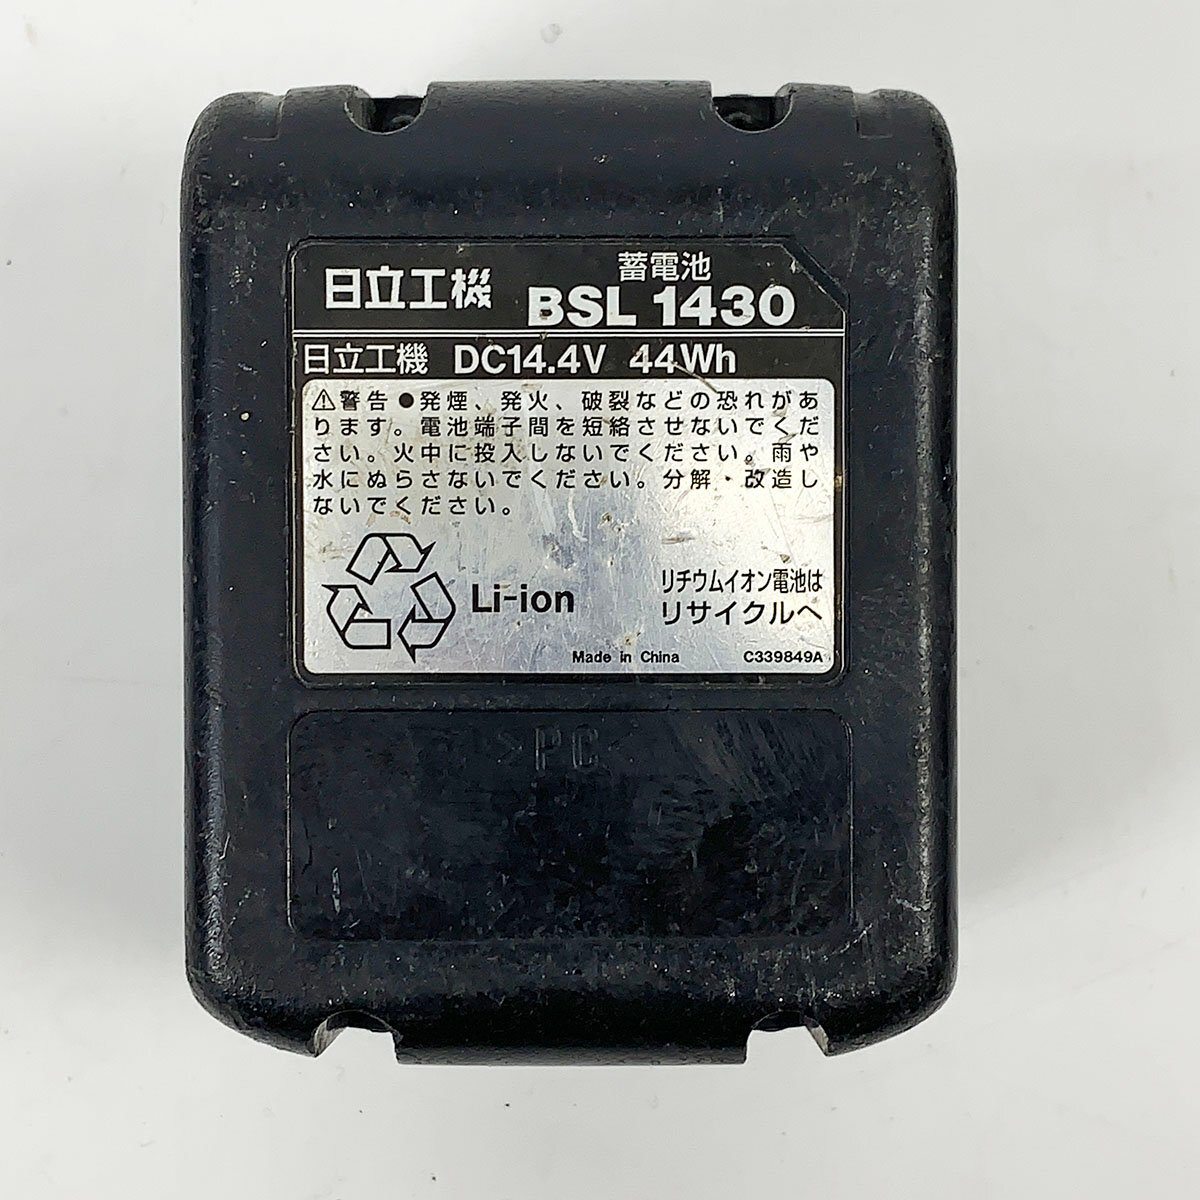 日立工機
蓄電池
BSL 1430
日立工機 DC14.4V 44Wh
⚠警告 ●発煙、発火、破裂などの恐れがあ
ります。電池端子間を短絡させないでくだ
さい。火中に投入しないでください。雨や
水にぬらさないでください。分解・改造し
ないでください。
Li-ion
リチウムイオン電池は
リサイクルへ
Made in China
C339849A
>PC<